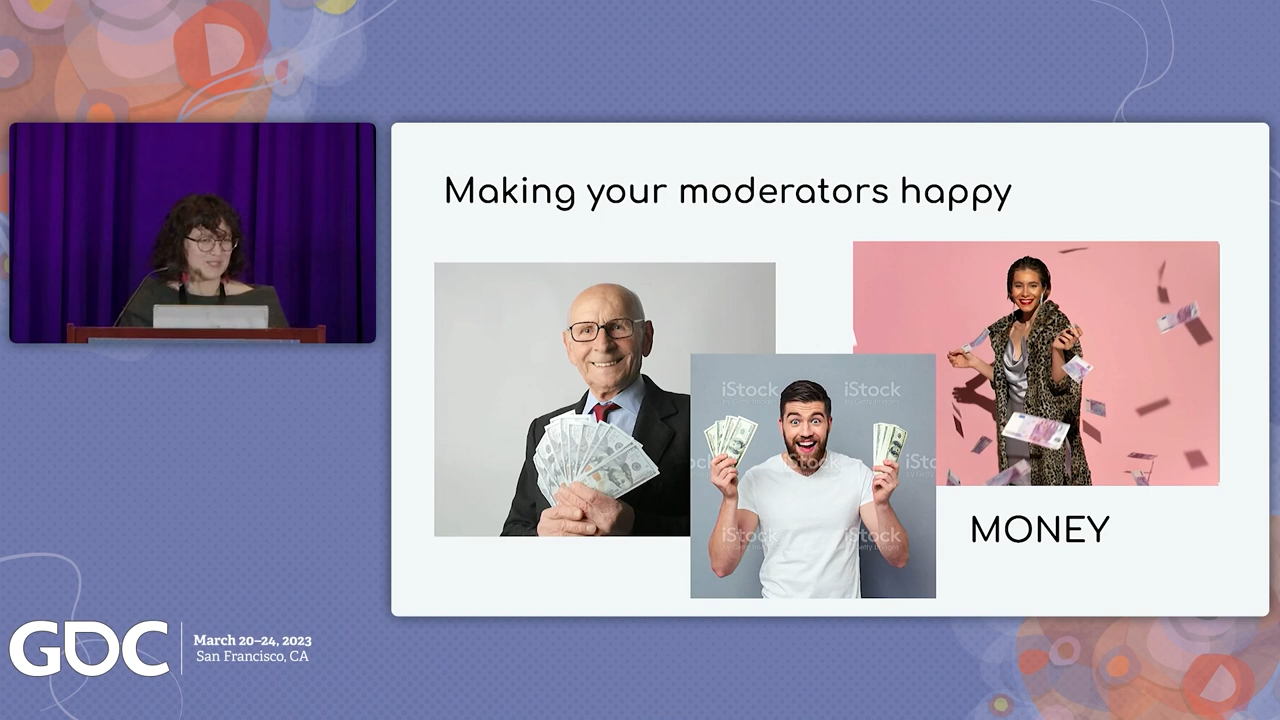 Making your moderators happy
iStock
iStock
iStock
iStock
iStock
iStock
MONEY
GDC
March 20–24, 2023
San Francisco, CA